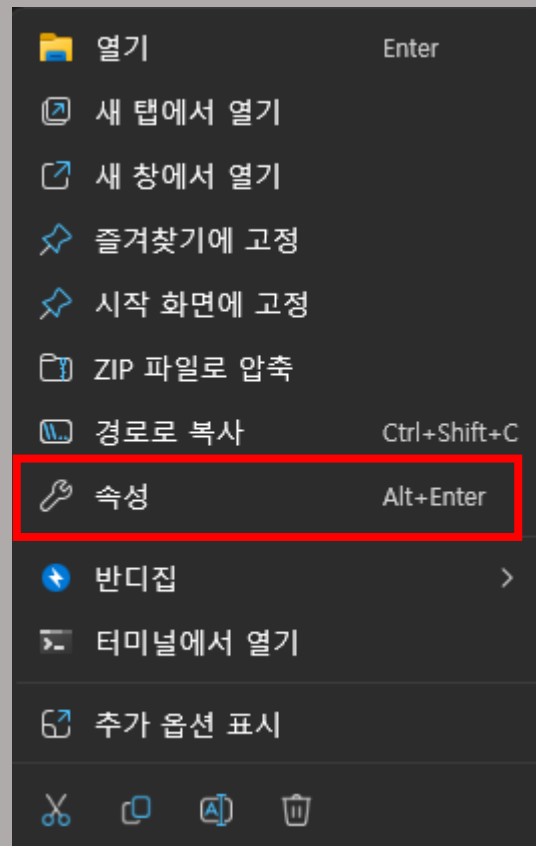 열기 Enter
새 탭에서 열기
새 창에서 열기
즐겨찾기에 고정
시작 화면에 고정
ZIP 파일로 압축
경로로 복사 Ctrl+Shift+C
속성 Alt+Enter
반디집
터미널에서 열기
추가 옵션 표시